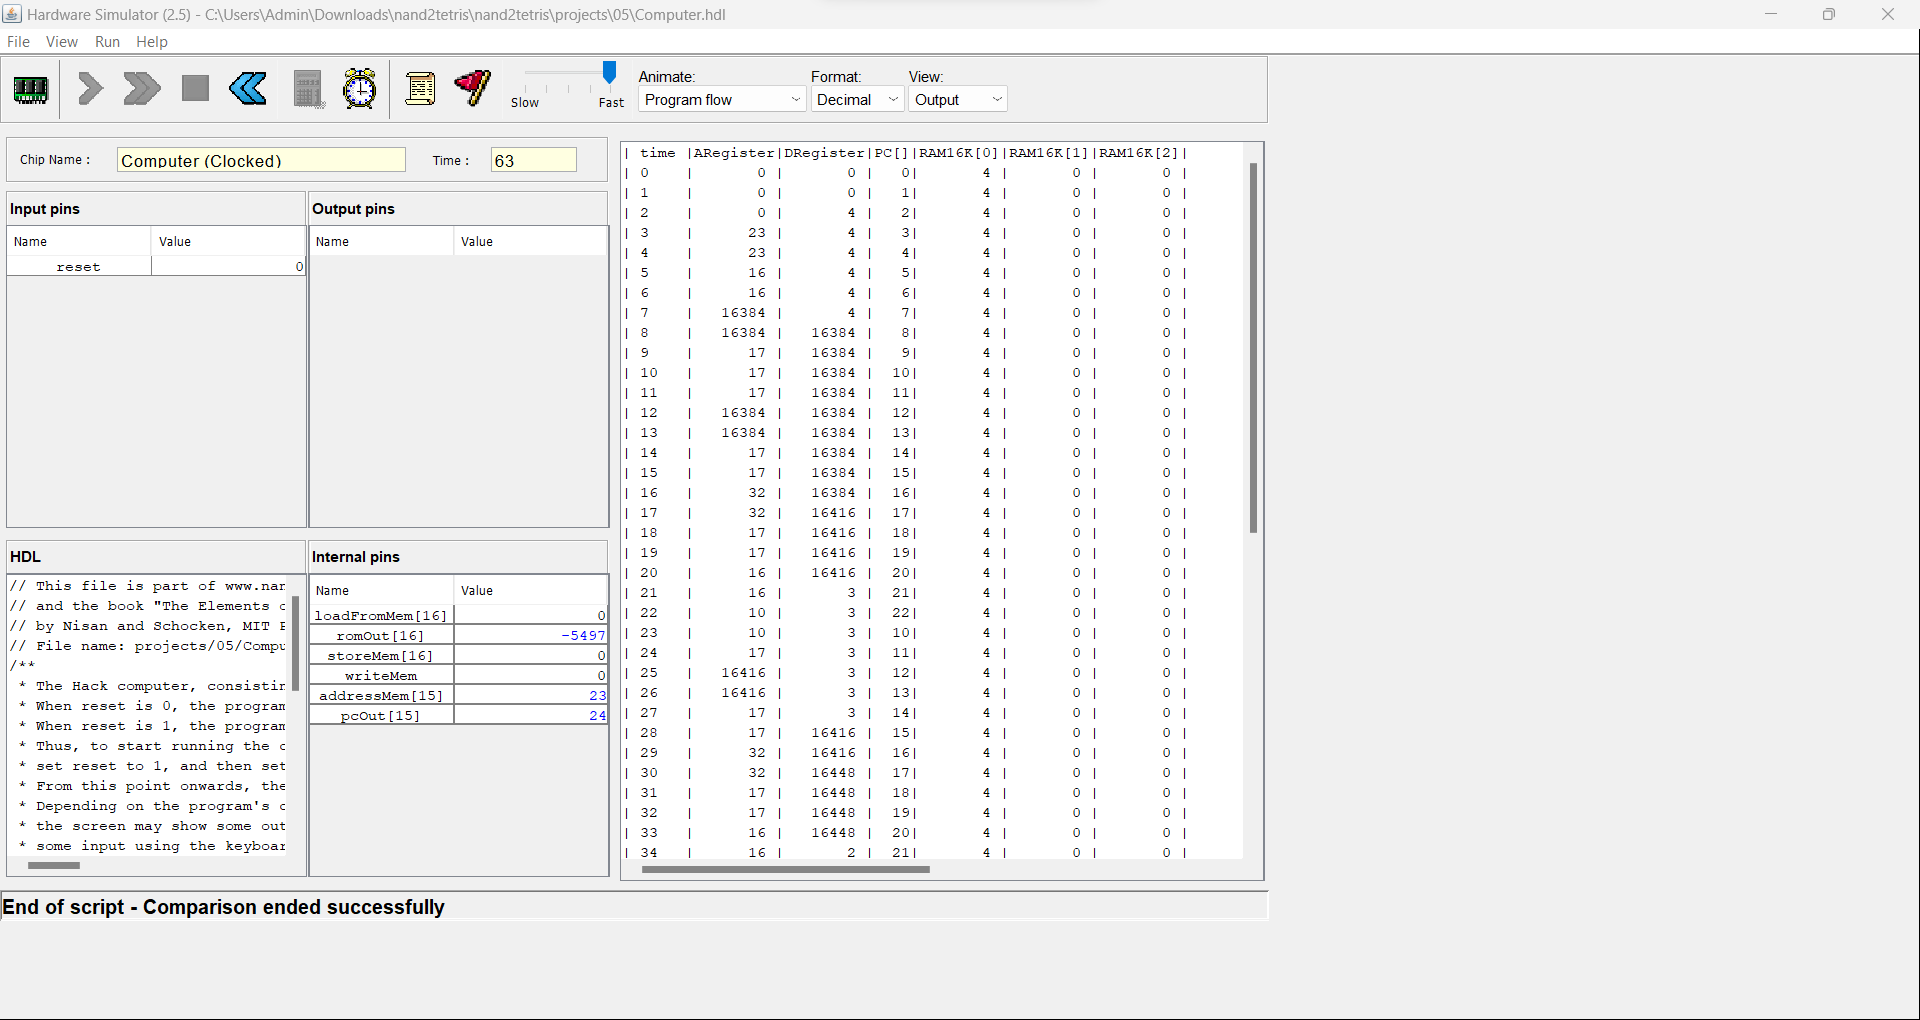 Hardware Simulator (2.5) - C:\Users\Admin\Downloads\nand2tetris\nand2tetris\projects\05\Computer.hdl
File View Run Help
Slow Fast
Animate: Format: View:
Program flow Decimal Output
Chip Name : Computer (Clocked) Time : 63
Input pins
Name Value
reset 0
Output pins
Name Value
HDL
// This file is part of www.nan
// and the book "The Elements o
// by Nisan and Schocken, MIT P
// File name: projects/05/Compu
/**
* The Hack computer, consistin
* When reset is 0, the program
* When reset is 1, the program
* Thus, to start running the c
* set reset to 1, and then set
* From this point onwards, the
* Depending on the program's c
* the screen may show some out
* some input using the keyboar
Internal pins
Name Value
loadFromMem[16] 0
romOut[16] -5497
storeMem[16] 0
writeMem 0
addressMem[15] 23
pcOut[15] 24
| time |ARegister|DRegister|PC[]|RAM16K[0]|RAM16K[1]|RAM16K[2]|
| 0 | 0 | 0 | 0| 4 | 0 | 0 |
| 1 | 0 | 0 | 1| 4 | 0 | 0 |
| 2 | 0 | 4 | 2| 4 | 0 | 0 |
| 3 | 23 | 4 | 3| 4 | 0 | 0 |
| 4 | 23 | 4 | 4| 4 | 0 | 0 |
| 5 | 16 | 4 | 5| 4 | 0 | 0 |
| 6 | 16 | 4 | 6| 4 | 0 | 0 |
| 7 | 16384 | 4 | 7| 4 | 0 | 0 |
| 8 | 16384 | 16384 | 8| 4 | 0 | 0 |
| 9 | 17 | 16384 | 9| 4 | 0 | 0 |
| 10 | 17 | 16384 | 10| 4 | 0 | 0 |
| 11 | 17 | 16384 | 11| 4 | 0 | 0 |
| 12 | 16384 | 16384 | 12| 4 | 0 | 0 |
| 13 | 16384 | 16384 | 13| 4 | 0 | 0 |
| 14 | 17 | 16384 | 14| 4 | 0 | 0 |
| 15 | 17 | 16384 | 15| 4 | 0 | 0 |
| 16 | 32 | 16384 | 16| 4 | 0 | 0 |
| 17 | 32 | 16416 | 17| 4 | 0 | 0 |
| 18 | 17 | 16416 | 18| 4 | 0 | 0 |
| 19 | 17 | 16416 | 19| 4 | 0 | 0 |
| 20 | 16 | 16416 | 20| 4 | 0 | 0 |
| 21 | 16 | 3 | 21| 4 | 0 | 0 |
| 22 | 10 | 3 | 22| 4 | 0 | 0 |
| 23 | 10 | 3 | 10| 4 | 0 | 0 |
| 24 | 17 | 3 | 11| 4 | 0 | 0 |
| 25 | 16416 | 3 | 12| 4 | 0 | 0 |
| 26 | 16416 | 3 | 13| 4 | 0 | 0 |
| 27 | 17 | 3 | 14| 4 | 0 | 0 |
| 28 | 17 | 16416 | 15| 4 | 0 | 0 |
| 29 | 32 | 16416 | 16| 4 | 0 | 0 |
| 30 | 32 | 16448 | 17| 4 | 0 | 0 |
| 31 | 17 | 16448 | 18| 4 | 0 | 0 |
| 32 | 17 | 16448 | 19| 4 | 0 | 0 |
| 33 | 16 | 16448 | 20| 4 | 0 | 0 |
| 34 | 16 | 2 | 21| 4 | 0 | 0 |
End of script - Comparison ended successfully